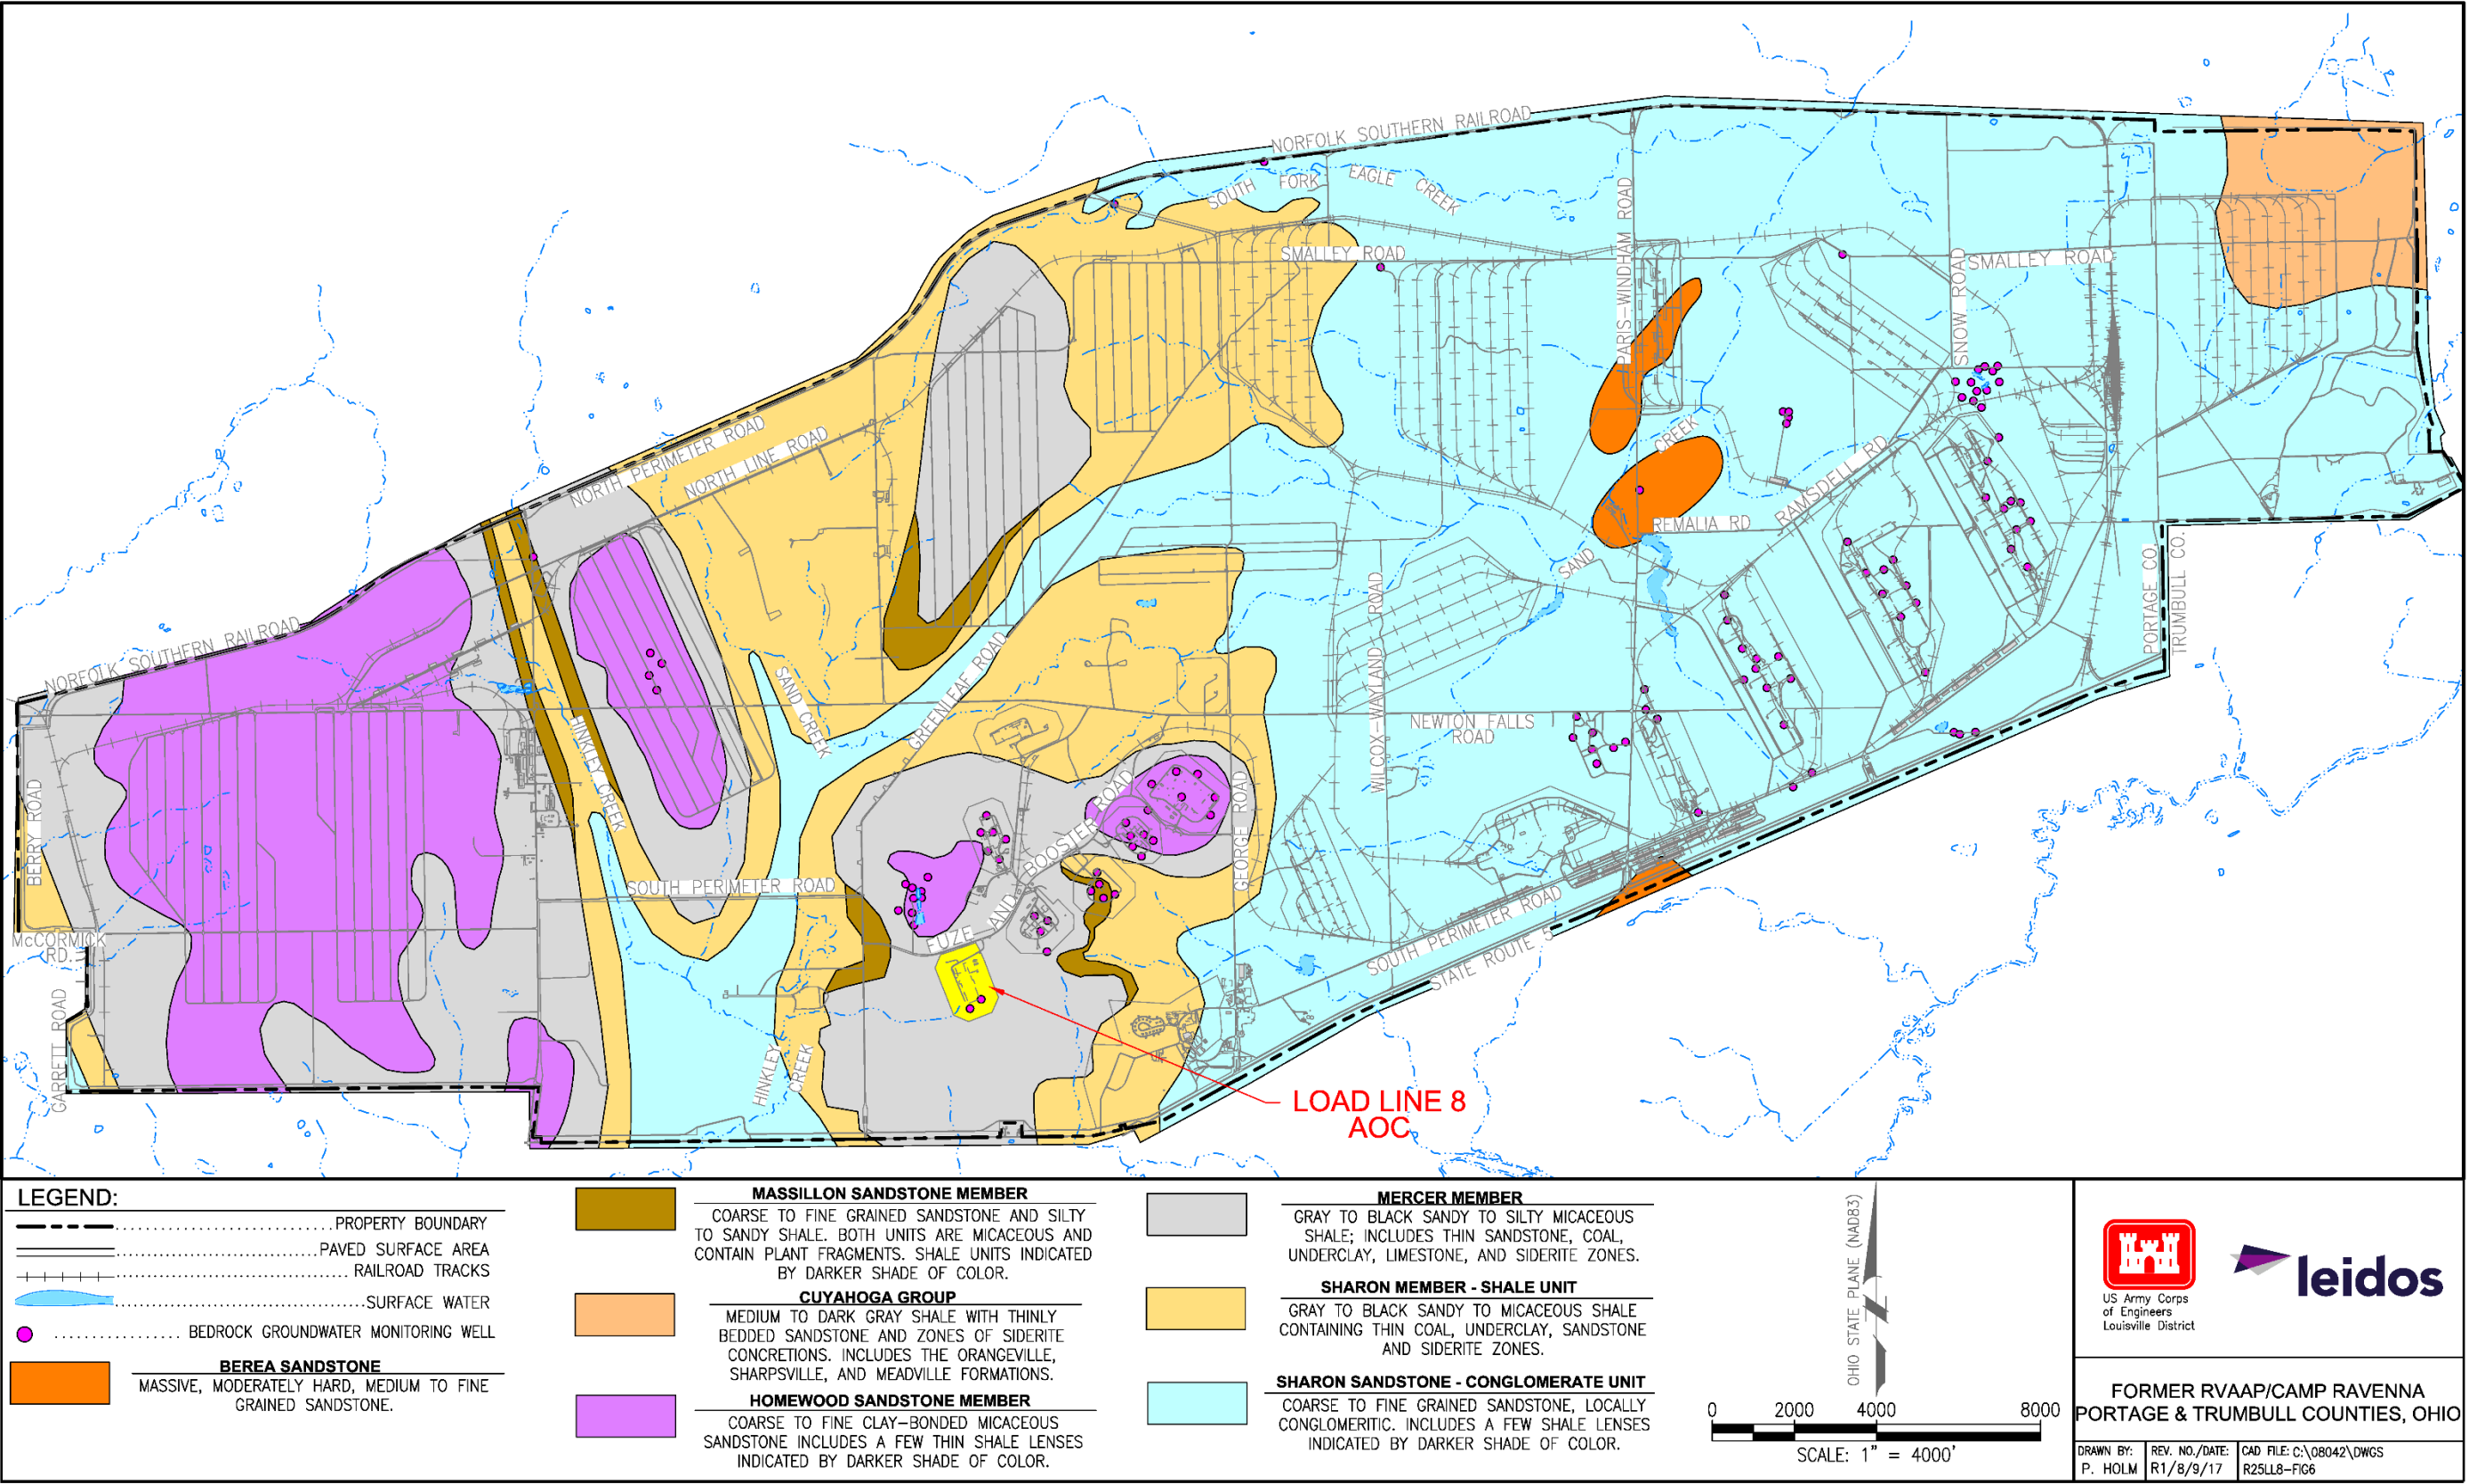 NORFOLK SOUTHERN RAILROAD
SOUTH FORK EAGLE CREEK
SMALLEY ROAD
PARIS-WINDHAM ROAD
SNOW ROAD
SMALLEY ROAD
NORTH PERIMETER ROAD
NORTH LINE ROAD
CREEK
RAMSDELL RD
REMALIA RD
SAND
PORTAGE CO.
TRUMBULL CO.
NORFOLK SOUTHERN RAILROAD
HINKLEY CREEK
SAND CREEK
GREENLEAF ROAD
WILCOX-WAYLAND ROAD
NEWTON FALLS
ROAD
BERRY ROAD
SOUTH PERIMETER ROAD
FUZE AND BOOSTER ROAD
GEORGE ROAD
McCORMICK
RD.
GARRETT ROAD
SOUTH PERIMETER ROAD
STATE ROUTE 5
HINKLEY
CREEK
LOAD LINE 8
AOC
LEGEND:
PROPERTY BOUNDARY
PAVED SURFACE AREA
RAILROAD TRACKS
SURFACE WATER
BEDROCK GROUNDWATER MONITORING WELL
BEREA SANDSTONE
MASSIVE, MODERATELY HARD, MEDIUM TO FINE
GRAINED SANDSTONE.
MASSILLON SANDSTONE MEMBER
COARSE TO FINE GRAINED SANDSTONE AND SILTY
TO SANDY SHALE. BOTH UNITS ARE MICACEOUS AND
CONTAIN PLANT FRAGMENTS. SHALE UNITS INDICATED
BY DARKER SHADE OF COLOR.
CUYAHOGA GROUP
MEDIUM TO DARK GRAY SHALE WITH THINLY
BEDDED SANDSTONE AND ZONES OF SIDERITE
CONCRETIONS. INCLUDES THE ORANGEVILLE,
SHARPSVILLE, AND MEADVILLE FORMATIONS.
HOMEWOOD SANDSTONE MEMBER
COARSE TO FINE CLAY-BONDED MICACEOUS
SANDSTONE INCLUDES A FEW THIN SHALE LENSES
INDICATED BY DARKER SHADE OF COLOR.
MERCER MEMBER
GRAY TO BLACK SANDY TO SILTY MICACEOUS
SHALE; INCLUDES THIN SANDSTONE, COAL,
UNDERCLAY, LIMESTONE, AND SIDERITE ZONES.
SHARON MEMBER - SHALE UNIT
GRAY TO BLACK SANDY TO MICACEOUS SHALE
CONTAINING THIN COAL, UNDERCLAY, SANDSTONE
AND SIDERITE ZONES.
SHARON SANDSTONE - CONGLOMERATE UNIT
COARSE TO FINE GRAINED SANDSTONE, LOCALLY
CONGLOMERITIC. INCLUDES A FEW SHALE LENSES
INDICATED BY DARKER SHADE OF COLOR.
OHIO STATE PLANE (NAD83)
0 2000 4000 8000
SCALE: 1" = 4000'
US Army Corps
of Engineers
Louisville District
leidos
FORMER RVAAP/CAMP RAVENNA
PORTAGE & TRUMBULL COUNTIES, OHIO
DRAWN BY:
P. HOLM
REV. NO./DATE:
R1/8/9/17
CAD FILE: C:\08042\DWGS
R25LL8-FIG6